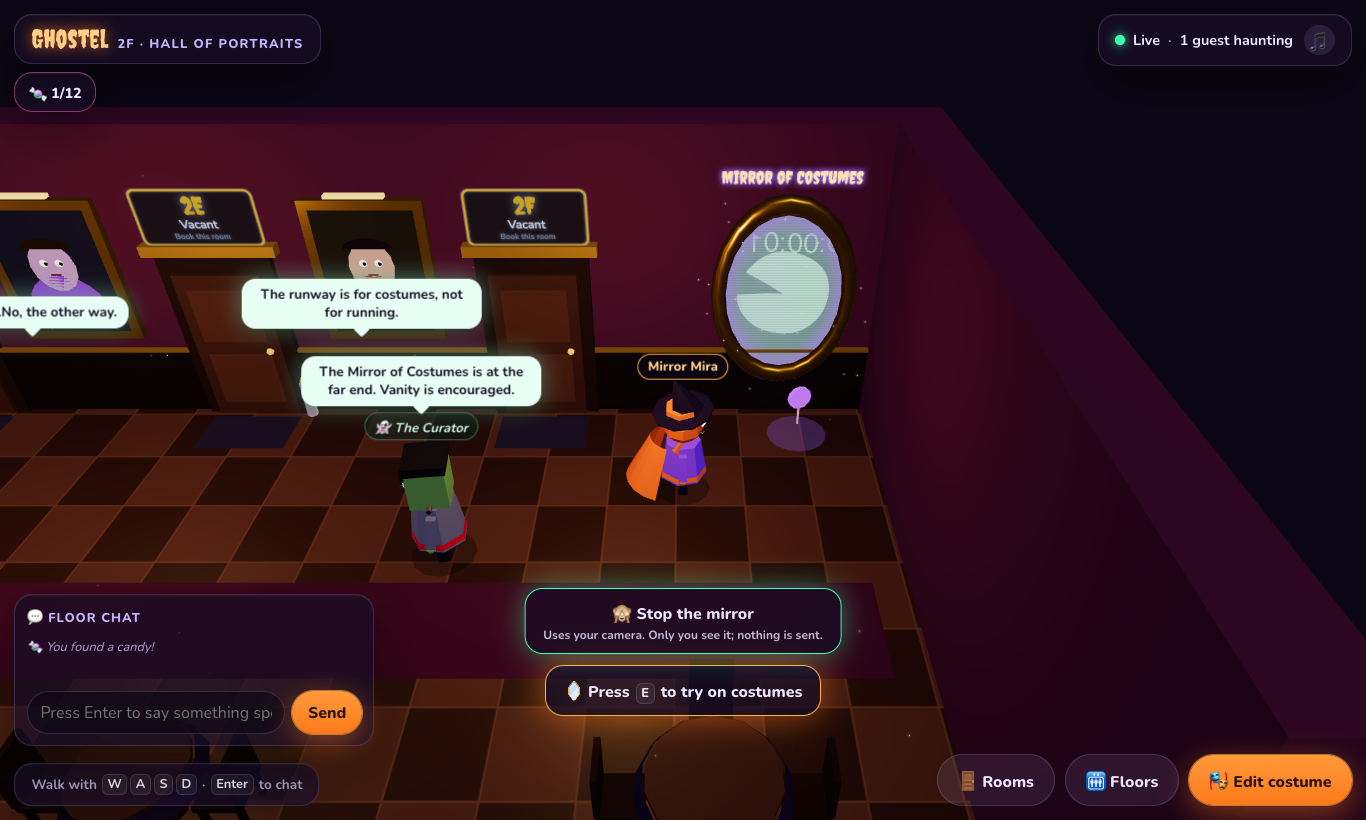 GHOSTEL 2F · HALL OF PORTRAITS
Live · 1 guest haunting
1/12
MIRROR OF COSTUMES
2E
Vacant
Book this room
2F
Vacant
Book this room
0:00:
No, the other way.
The runway is for costumes, not
for running.
The Mirror of Costumes is at the
far end. Vanity is encouraged.
Mirror Mira
The Curator
Stop the mirror
Uses your camera. Only you see it; nothing is sent.
Press E to try on costumes
FLOOR CHAT
You found a candy!
Press Enter to say something sp
Send
Walk with W A S D · Enter to chat
Rooms
Floors
Edit costume